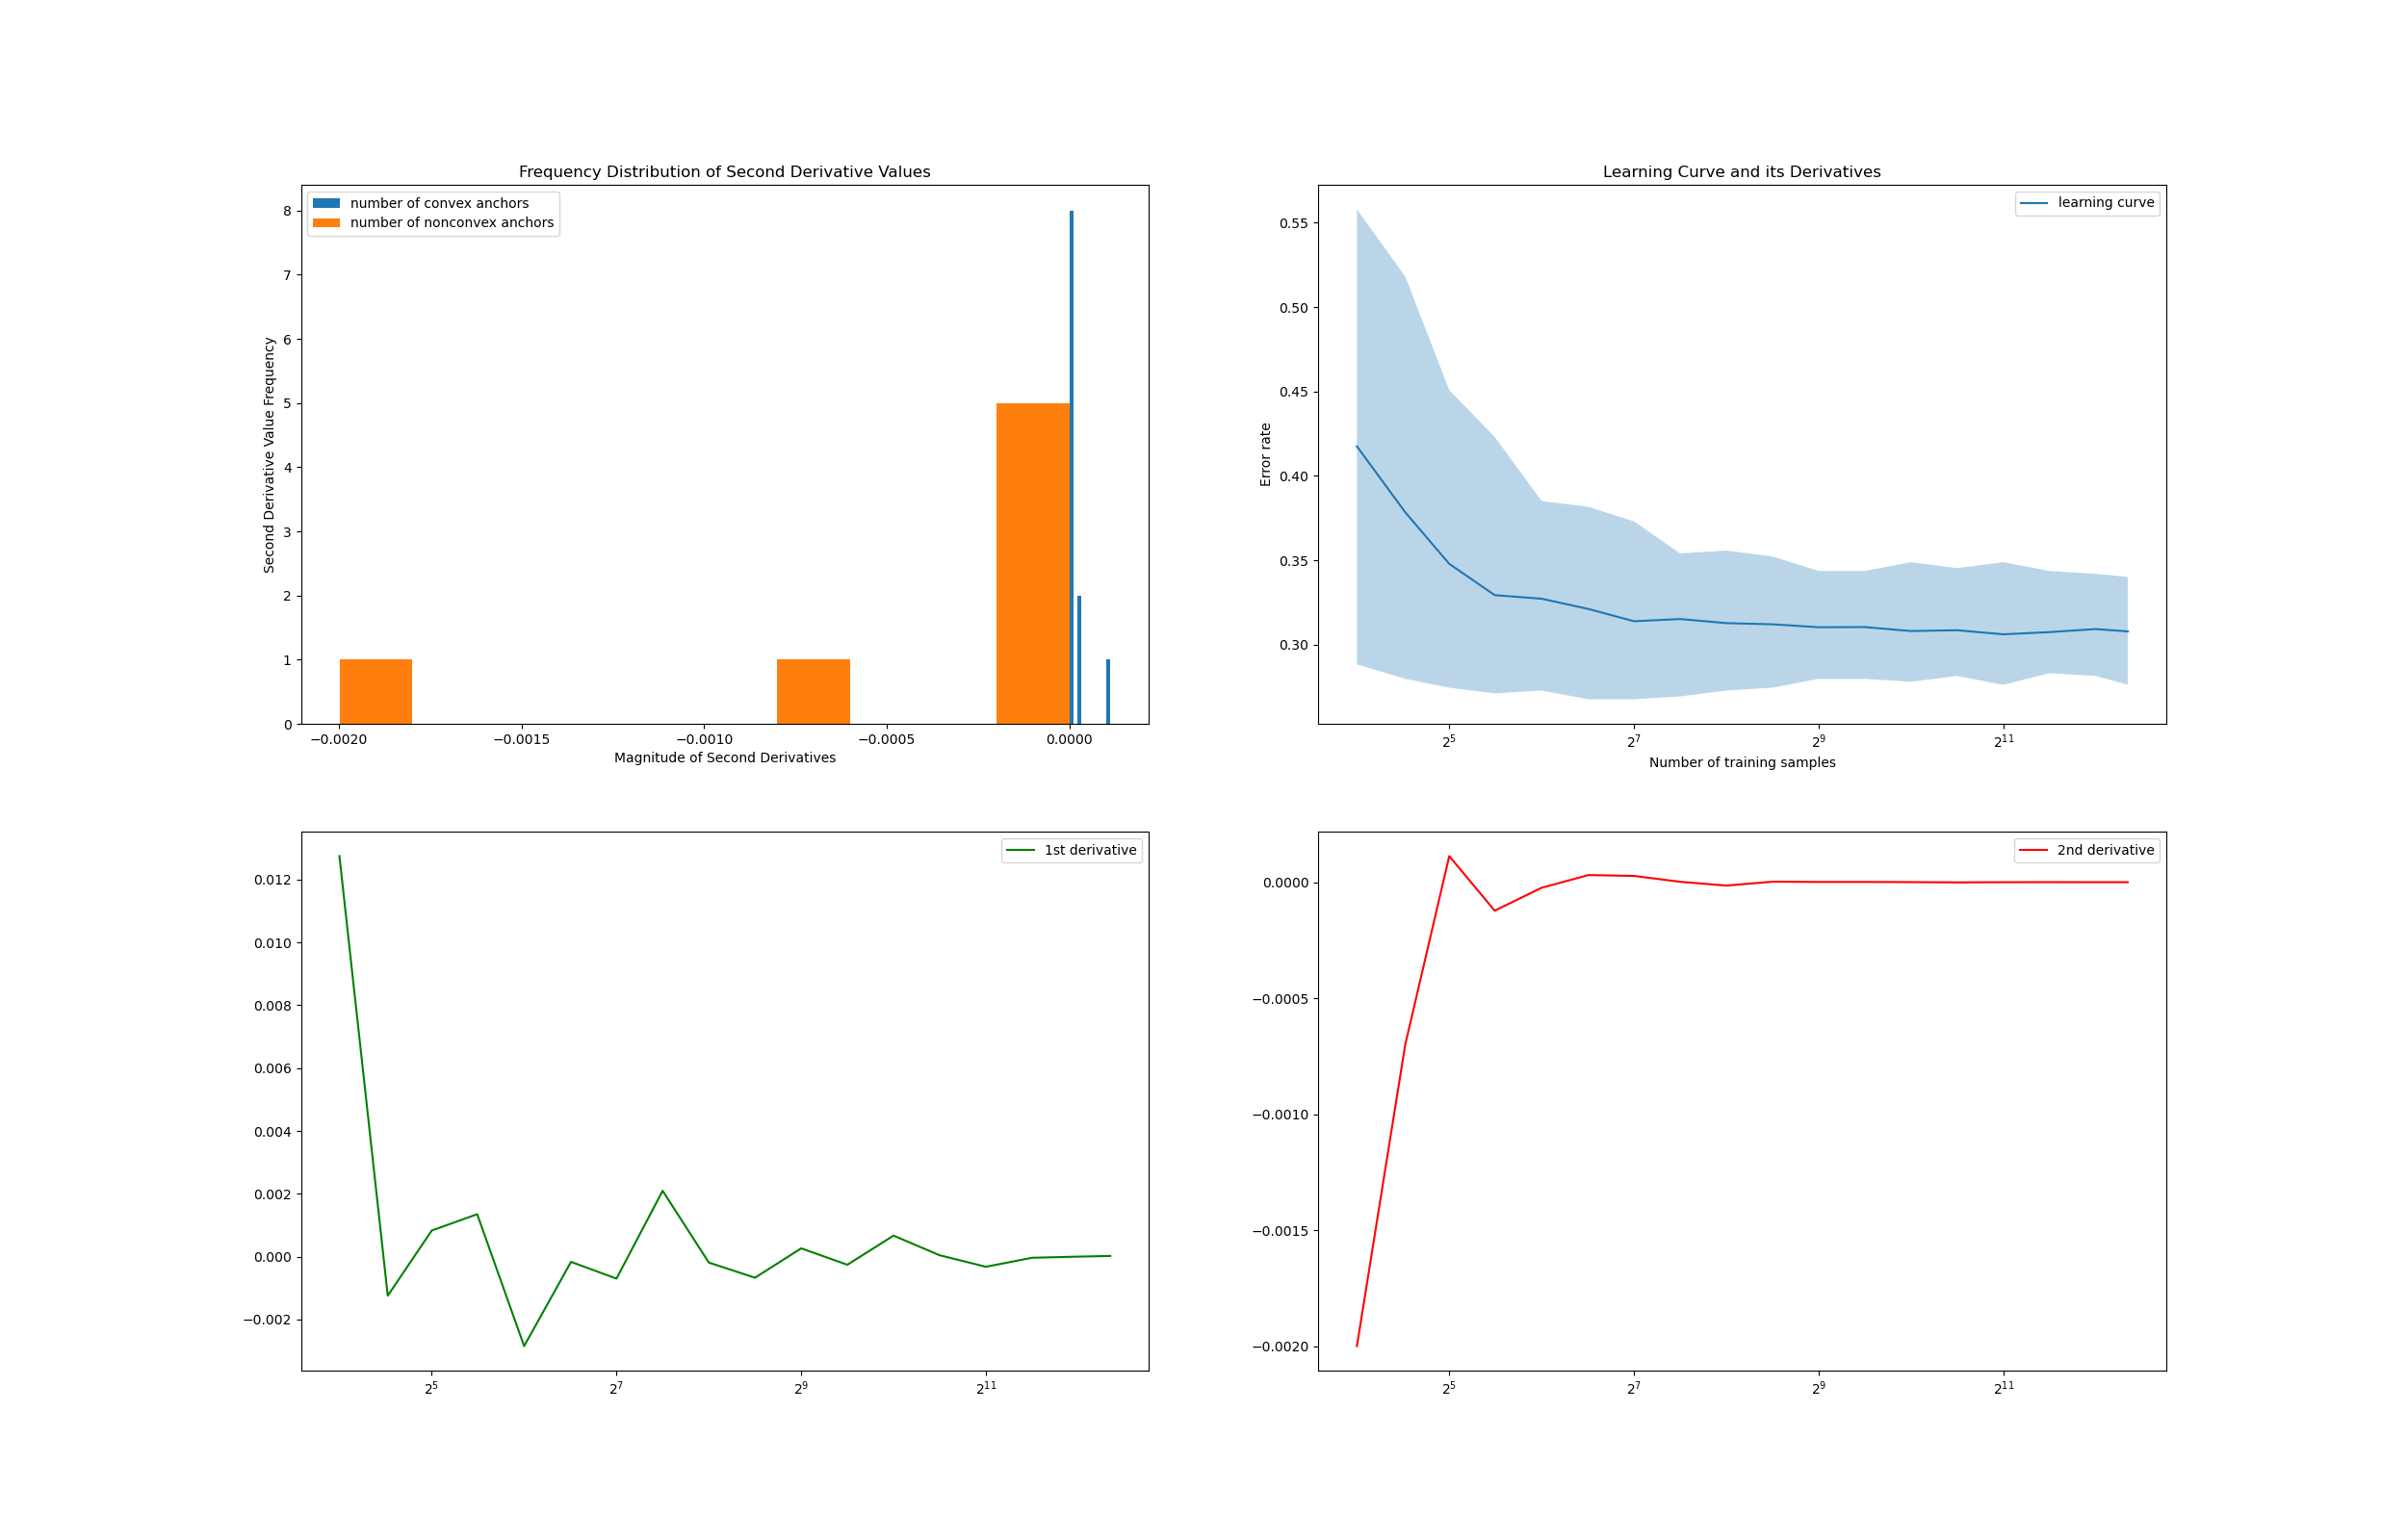 Frequency Distribution of Second Derivative Values
number of convex anchors
number of nonconvex anchors
8
7
6
5
4
3
2
1
0
Second Derivative Value Frequency
−0.0020 −0.0015 −0.0010 −0.0005 0.0000
Magnitude of Second Derivatives
Learning Curve and its Derivatives
learning curve
0.55
0.50
0.45
0.40
0.35
0.30
Error rate
2⁵ 2⁷ 2⁹ 2¹¹
Number of training samples
1st derivative
0.012
0.010
0.008
0.006
0.004
0.002
0.000
−0.002
2⁵ 2⁷ 2⁹ 2¹¹
2nd derivative
0.0000
−0.0005
−0.0010
−0.0015
−0.0020
2⁵ 2⁷ 2⁹ 2¹¹